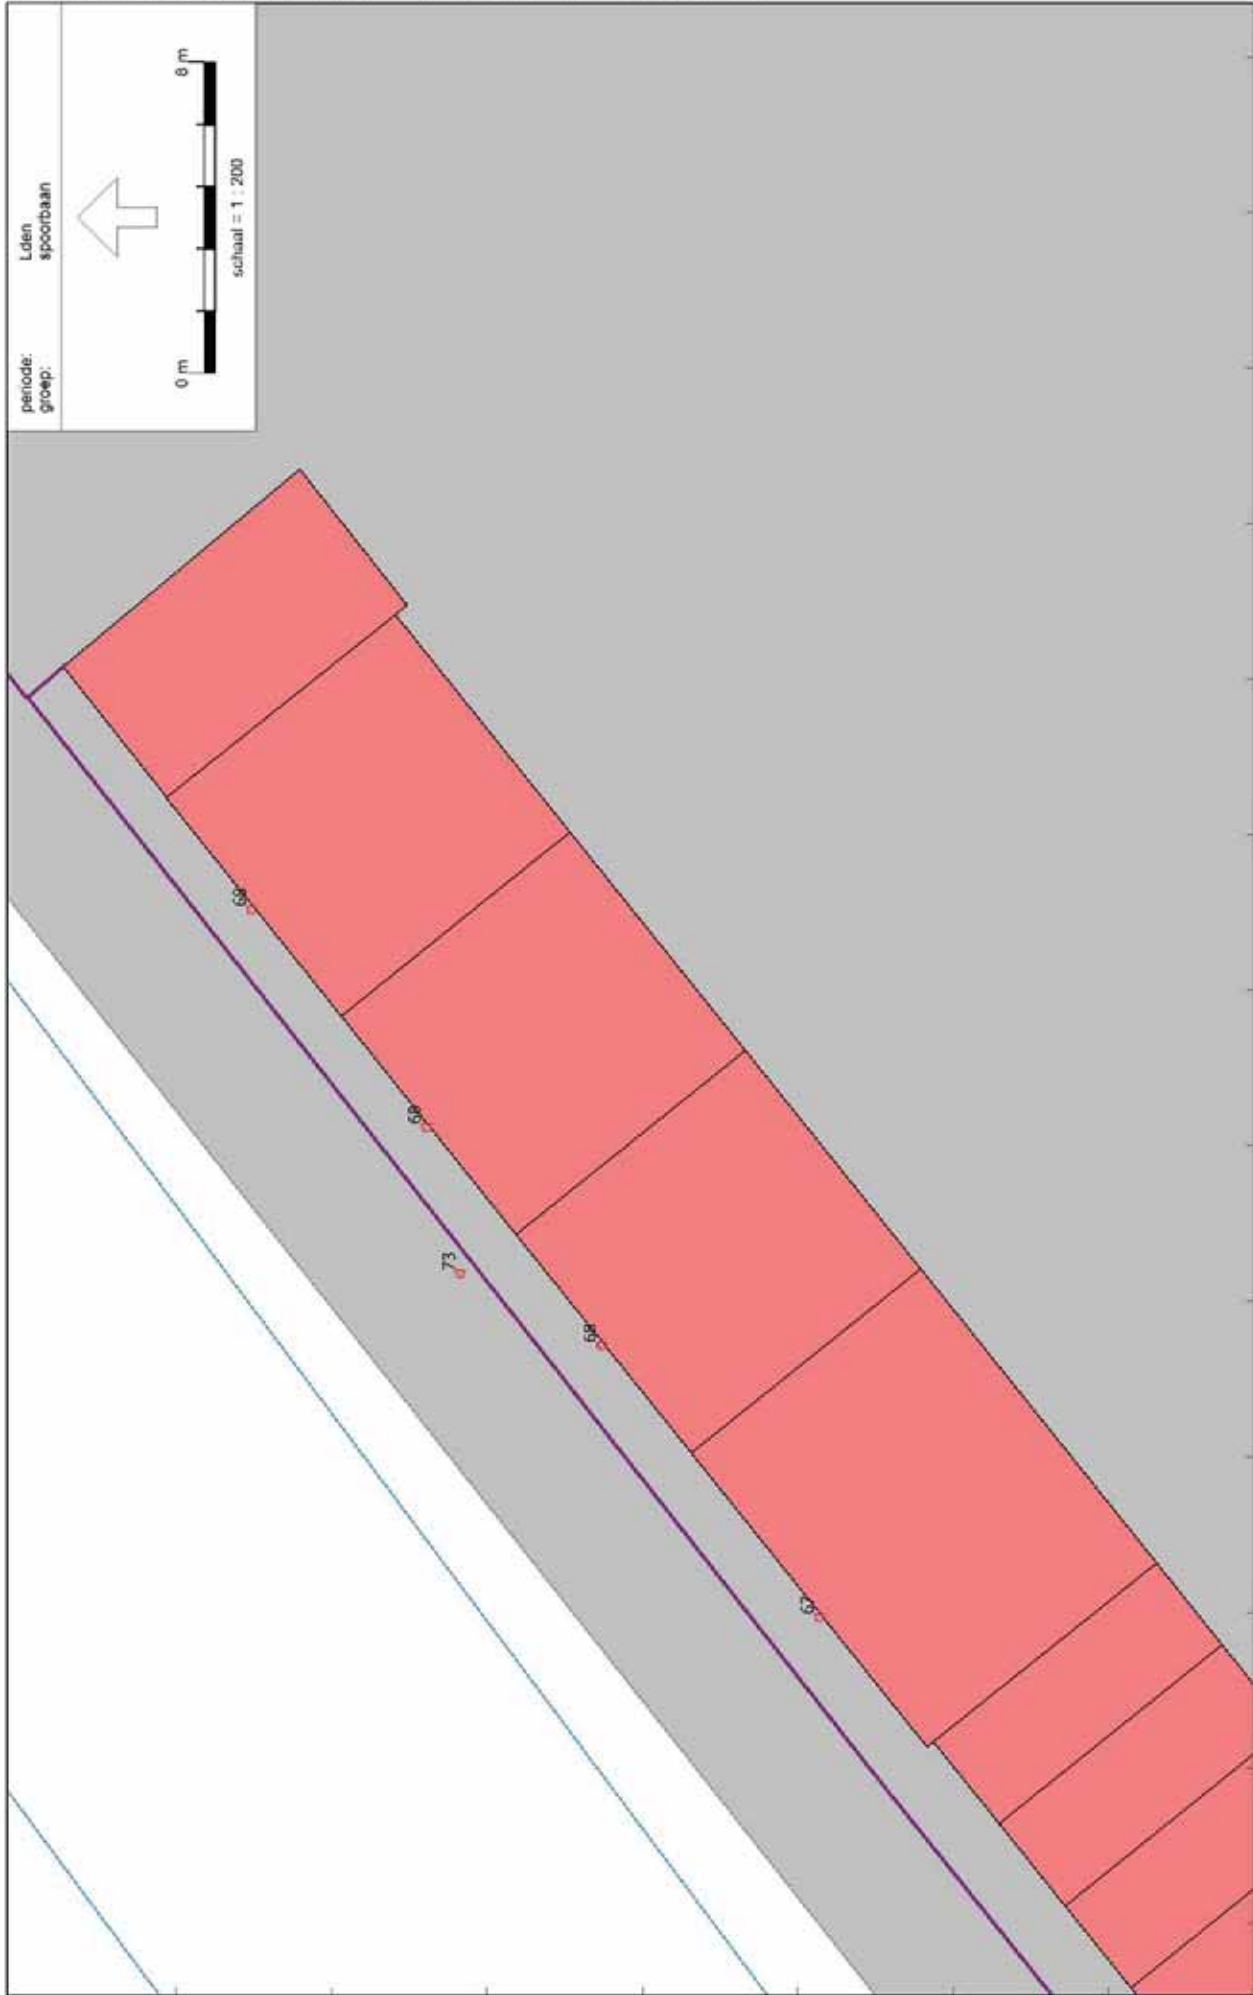 periode: Lden
groep: spoorbaan
0 m 8 m
schaal = 1 : 200
68
68
73
68
67